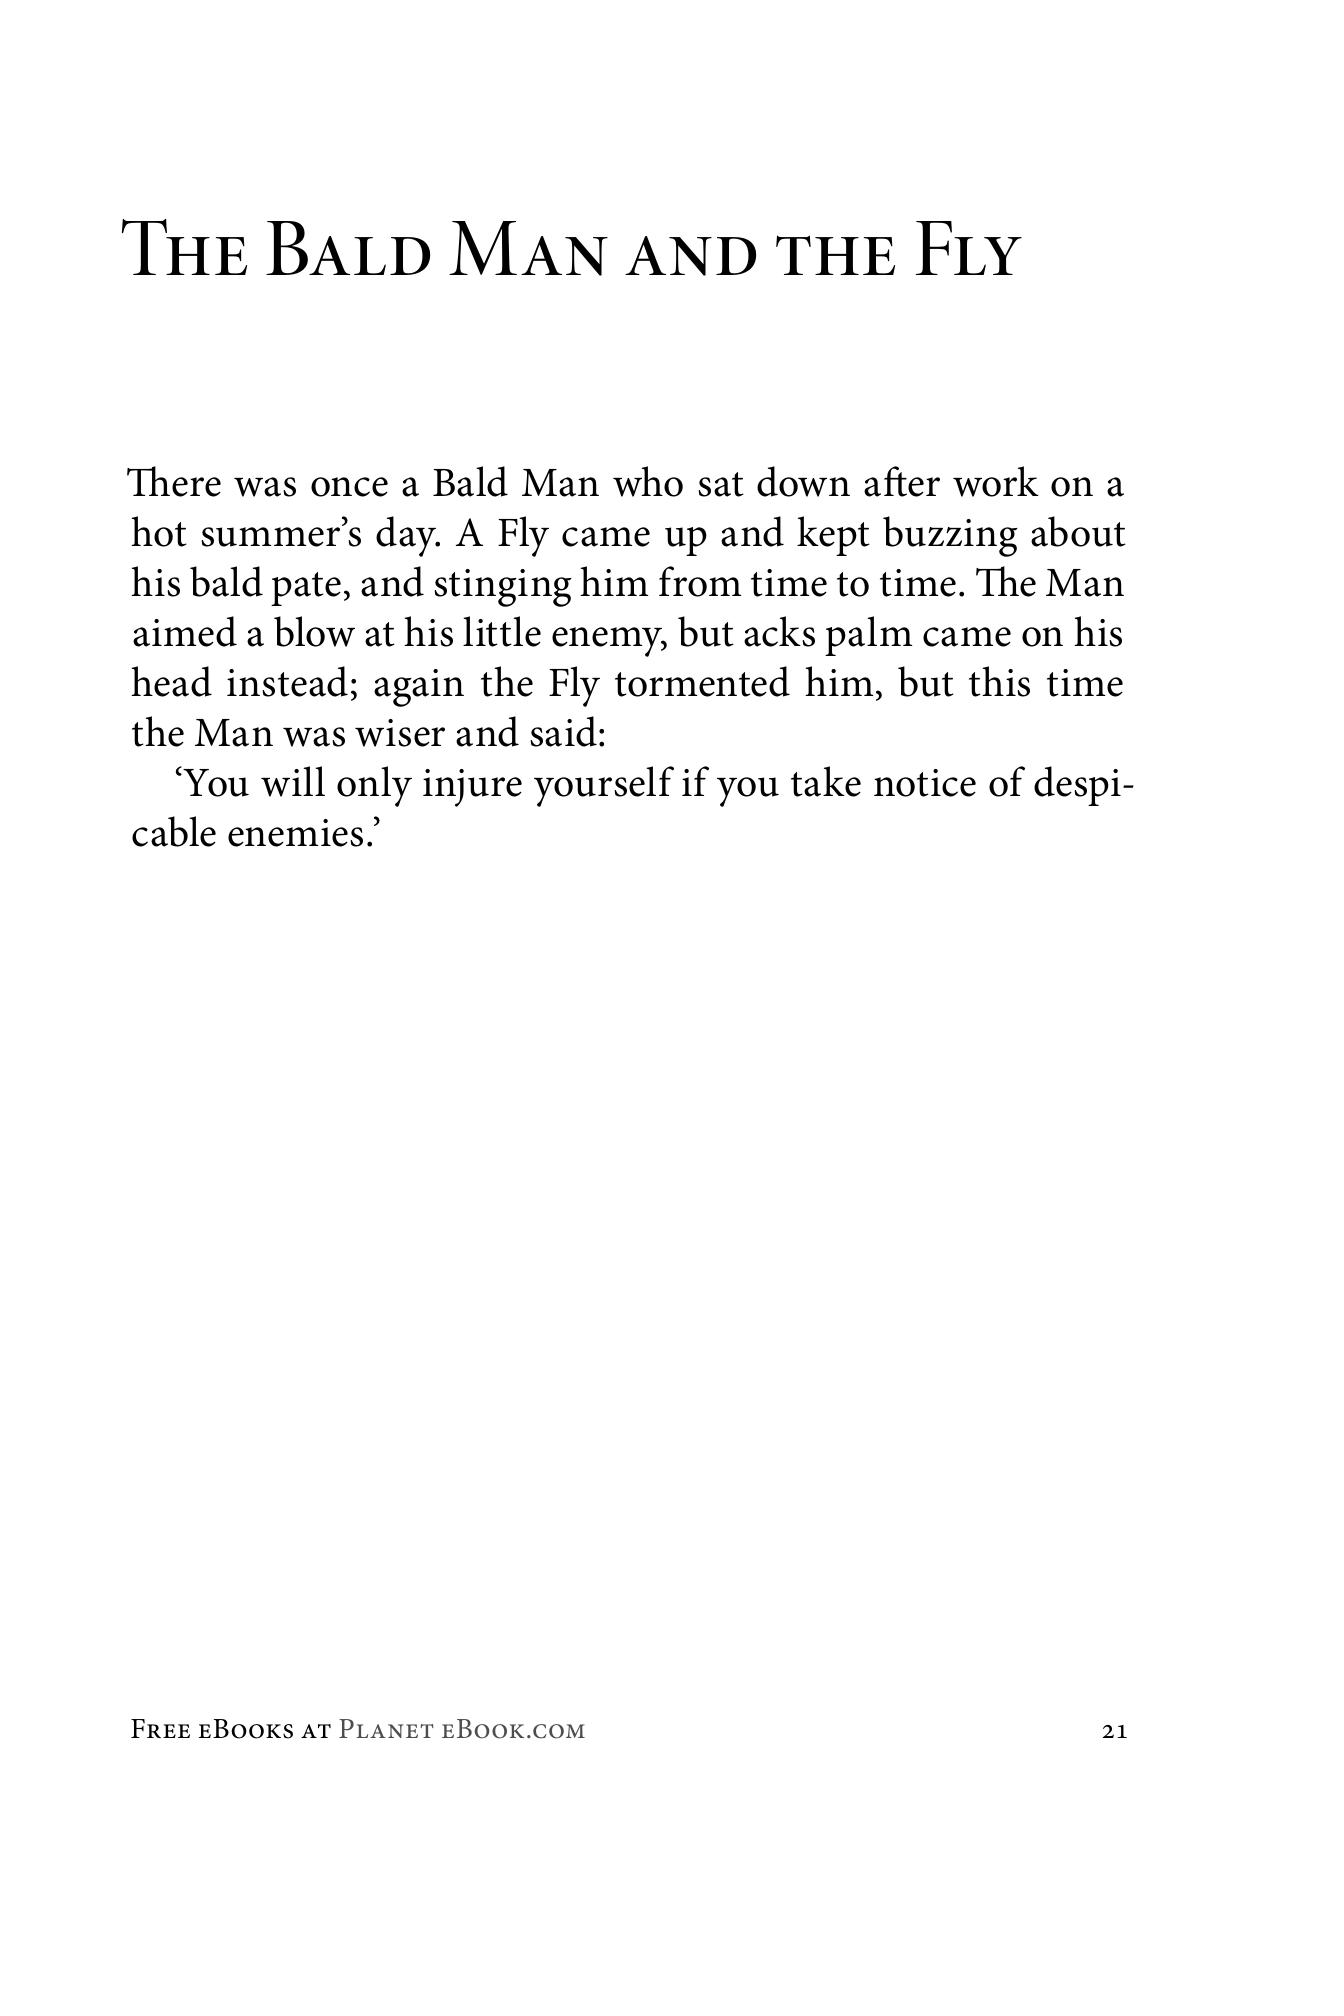 The Bald Man and the Fly
There was once a Bald Man who sat down after work on a
hot summer’s day. A Fly came up and kept buzzing about
his bald pate, and stinging him from time to time. The Man
aimed a blow at his little enemy, but acks palm came on his
head instead; again the Fly tormented him, but this time
the Man was wiser and said:
‘You will only injure yourself if you take notice of despi-
cable enemies.’
Free eBooks at Planet eBook.com 21